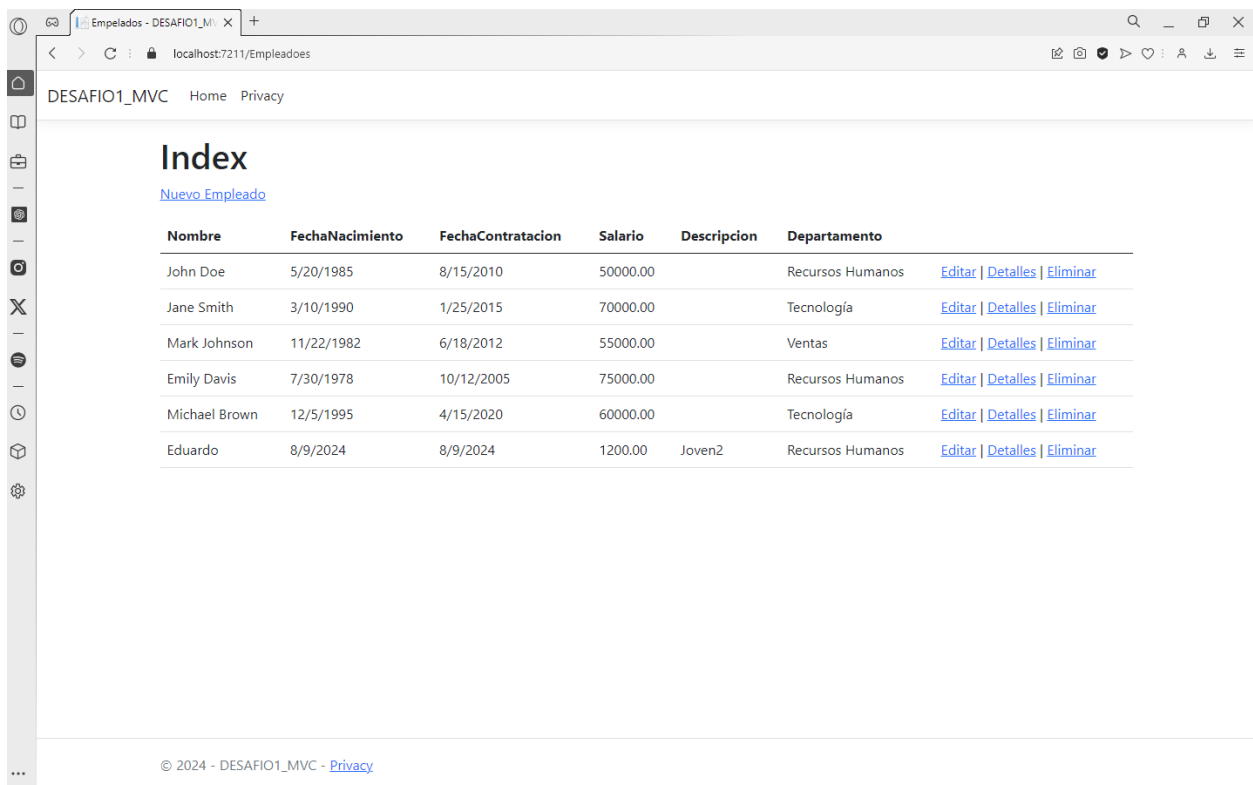 Empelados - DESAFIO1_MV
localhost:7211/Empleadoes
DESAFIO1_MVC Home Privacy
Index
Nuevo Empleado
Nombre FechaNacimiento FechaContratacion Salario Descripcion Departamento
John Doe 5/20/1985 8/15/2010 50000.00 Recursos Humanos Editar | Detalles | Eliminar
Jane Smith 3/10/1990 1/25/2015 70000.00 Tecnología Editar | Detalles | Eliminar
Mark Johnson 11/22/1982 6/18/2012 55000.00 Ventas Editar | Detalles | Eliminar
Emily Davis 7/30/1978 10/12/2005 75000.00 Recursos Humanos Editar | Detalles | Eliminar
Michael Brown 12/5/1995 4/15/2020 60000.00 Tecnología Editar | Detalles | Eliminar
Eduardo 8/9/2024 8/9/2024 1200.00 Joven2 Recursos Humanos Editar | Detalles | Eliminar
© 2024 - DESAFIO1_MVC - Privacy